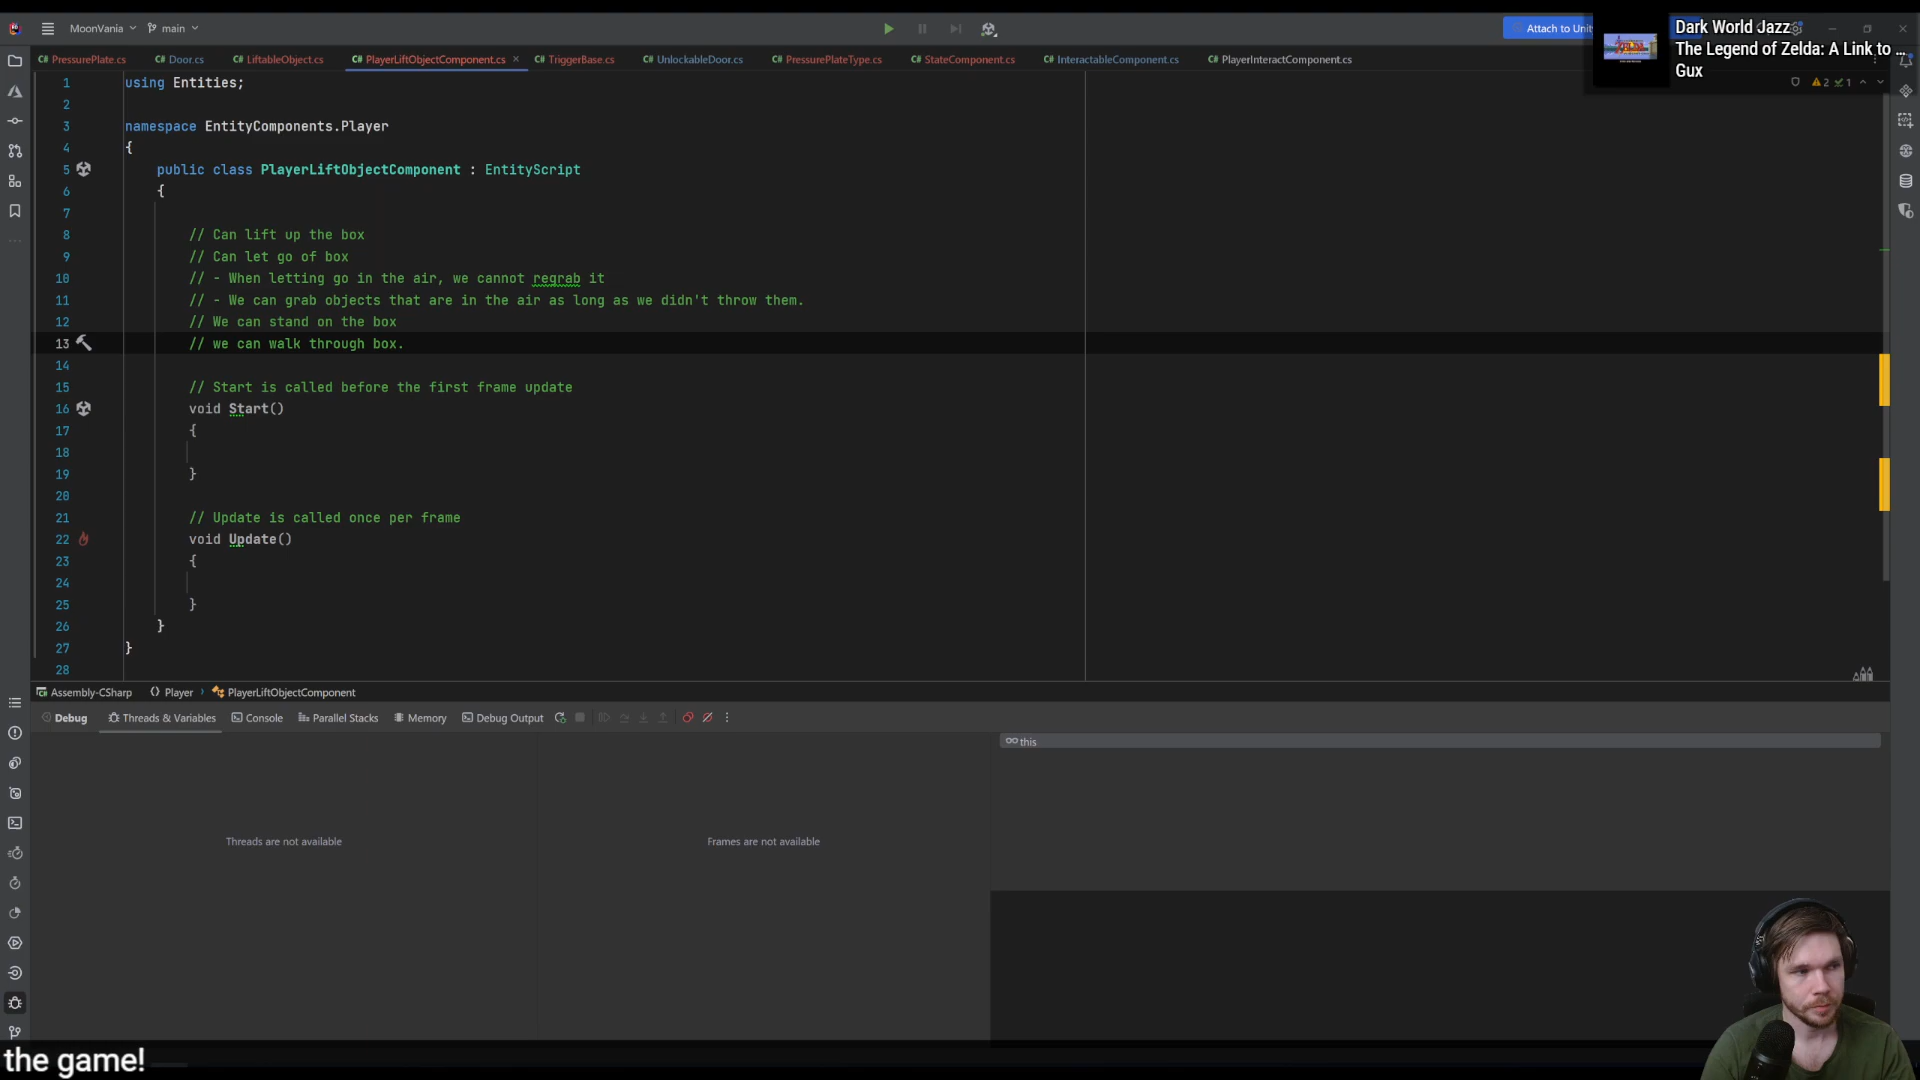 MoonVania
main
Attach to Unit
Dark World Jazz
The Legend of Zelda: A Link to ...
Gux
PressurePlate.cs
Door.cs
LiftableObject.cs
PlayerLiftObjectComponent.cs
TriggerBase.cs
UnlockableDoor.cs
PressurePlateType.cs
StateComponent.cs
InteractableComponent.cs
PlayerInteractComponent.cs
2 1
1 using Entities;
2
3 namespace EntityComponents.Player
4 {
5 public class PlayerLiftObjectComponent : EntityScript
6 {
7
8 // Can lift up the box
9 // Can let go of box
10 // - When letting go in the air, we cannot regrab it
11 // - We can grab objects that are in the air as long as we didn't throw them.
12 // We can stand on the box
13 // we can walk through box.
14
15 // Start is called before the first frame update
16 void Start()
17 {
18
19 }
20
21 // Update is called once per frame
22 void Update()
23 {
24
25 }
26 }
27 }
28
Assembly-CSharp
Player
PlayerLiftObjectComponent
Debug
Threads & Variables
Console
Parallel Stacks
Memory
Debug Output
this
Threads are not available
Frames are not available
the game!